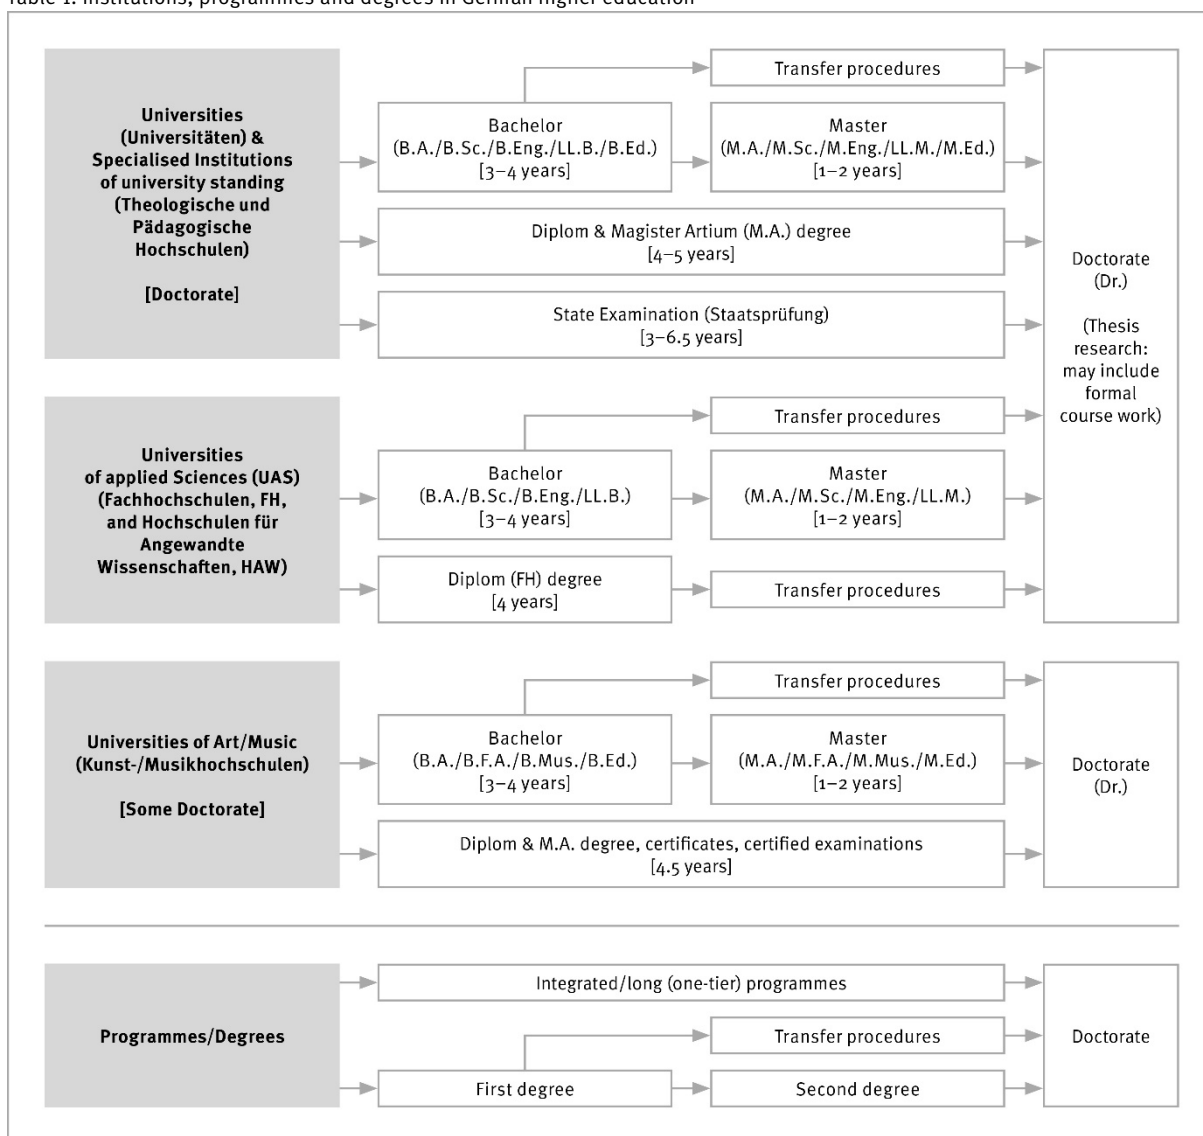 Table 1: Institutions, programmes and degrees in German higher education
Universities
(Universitäten) &
Specialised Institutions
of university standing
(Theologische und
Pädagogische
Hochschulen)
[Doctorate]
Transfer procedures
Bachelor
(B.A./B.Sc./B.Eng./LL.B./B.Ed.)
[3–4 years]
Master
(M.A./M.Sc./M.Eng./LL.M./M.Ed.)
[1–2 years]
Diplom & Magister Artium (M.A.) degree
[4–5 years]
State Examination (Staatsprüfung)
[3–6.5 years]
Doctorate
(Dr.)
(Thesis
research:
may include
formal
course work)
Universities
of applied Sciences (UAS)
(Fachhochschulen, FH,
and Hochschulen für
Angewandte
Wissenschaften, HAW)
Transfer procedures
Bachelor
(B.A./B.Sc./B.Eng./LL.B.)
[3–4 years]
Master
(M.A./M.Sc./M.Eng./LL.M.)
[1–2 years]
Diplom (FH) degree
[4 years]
Transfer procedures
Universities of Art/Music
(Kunst-/Musikhochschulen)
[Some Doctorate]
Transfer procedures
Bachelor
(B.A./B.F.A./B.Mus./B.Ed.)
[3–4 years]
Master
(M.A./M.F.A./M.Mus./M.Ed.)
[1–2 years]
Diplom & M.A. degree, certificates, certified examinations
[4.5 years]
Doctorate
(Dr.)
Programmes/Degrees
Integrated/long (one-tier) programmes
Transfer procedures
First degree
Second degree
Doctorate